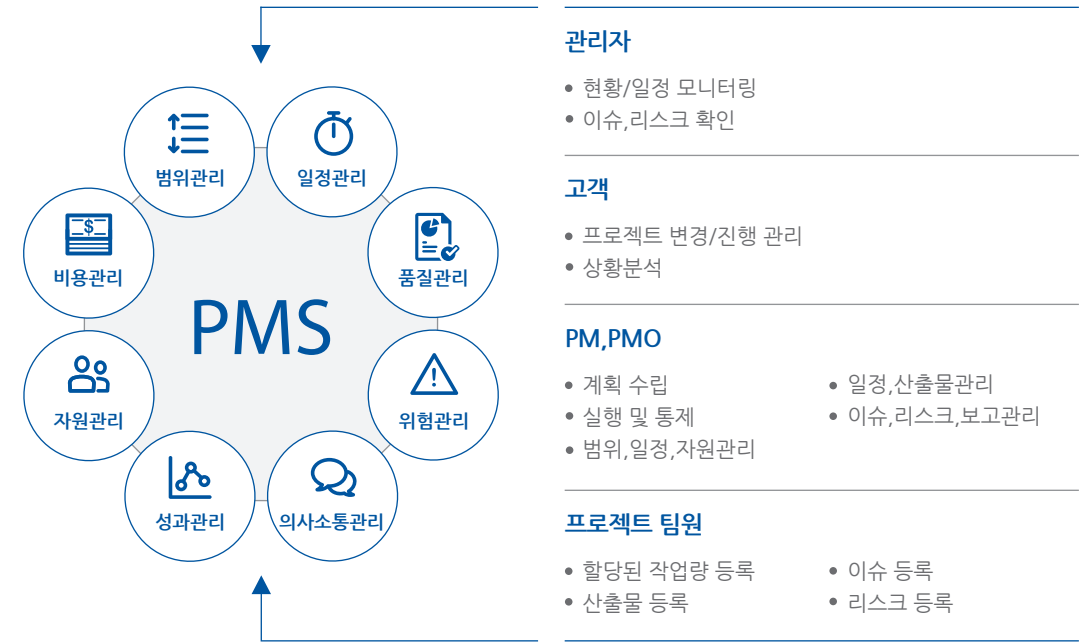 범위관리
일정관리
비용관리
$
품질관리
PMS
자원관리
위험관리
성과관리
의사소통관리
관리자
• 현황/일정 모니터링
• 이슈,리스크 확인
고객
• 프로젝트 변경/진행 관리
• 상황분석
PM,PMO
• 계획 수립
• 실행 및 통제
• 범위,일정,자원관리
• 일정,산출물관리
• 이슈,리스크,보고관리
프로젝트 팀원
• 할당된 작업량 등록
• 산출물 등록
• 이슈 등록
• 리스크 등록